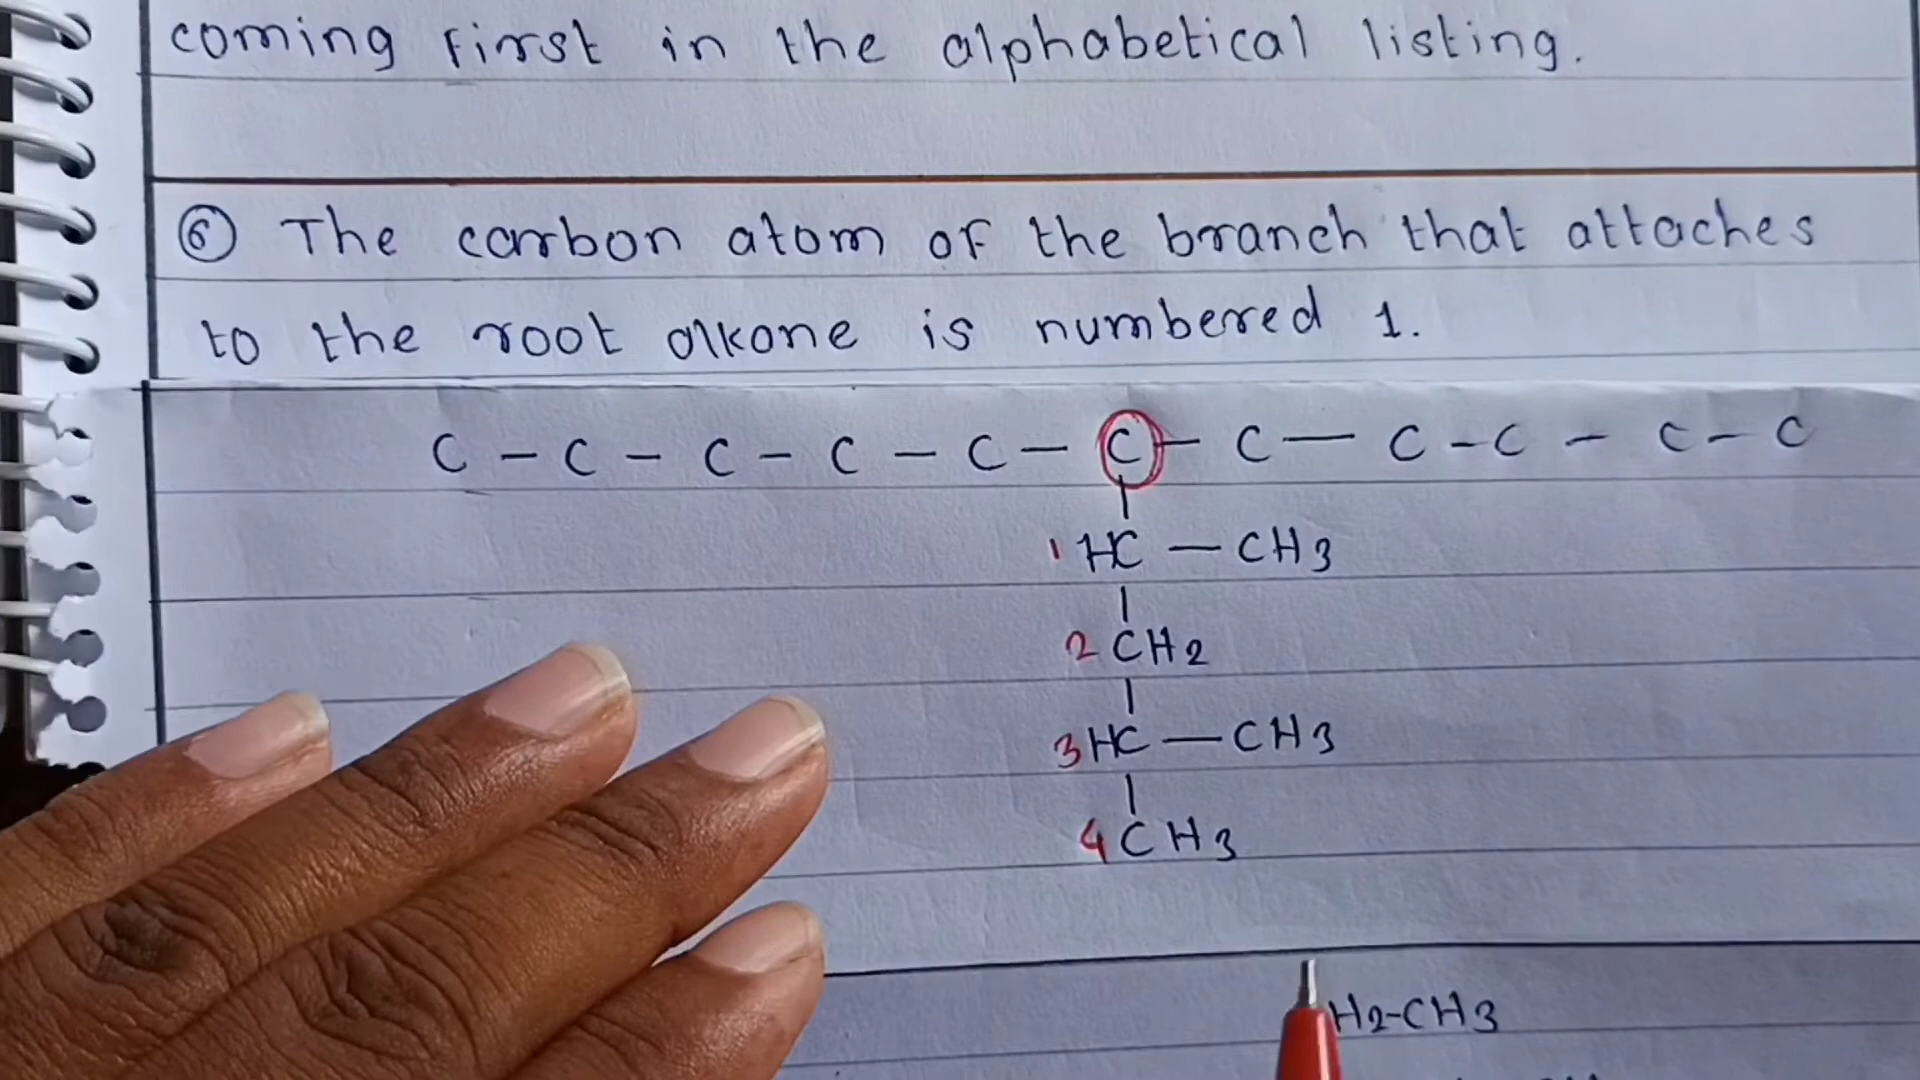 coming first in the alphabetical listing.
⑥ The carbon atom of the branch that attaches
to the root alkane is numbered 1.
C - C - C - C - C - C - C - C - C - C - C
1 HC - CH3
2 CH2
3 HC - CH3
4 CH3
H2-CH3